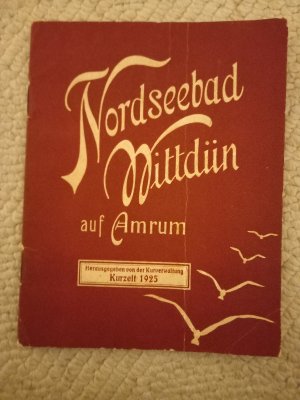 Nordseebad
Wittdün
auf Amrum
Herausgegeben von der Kurverwaltung
Kurzeit 1925